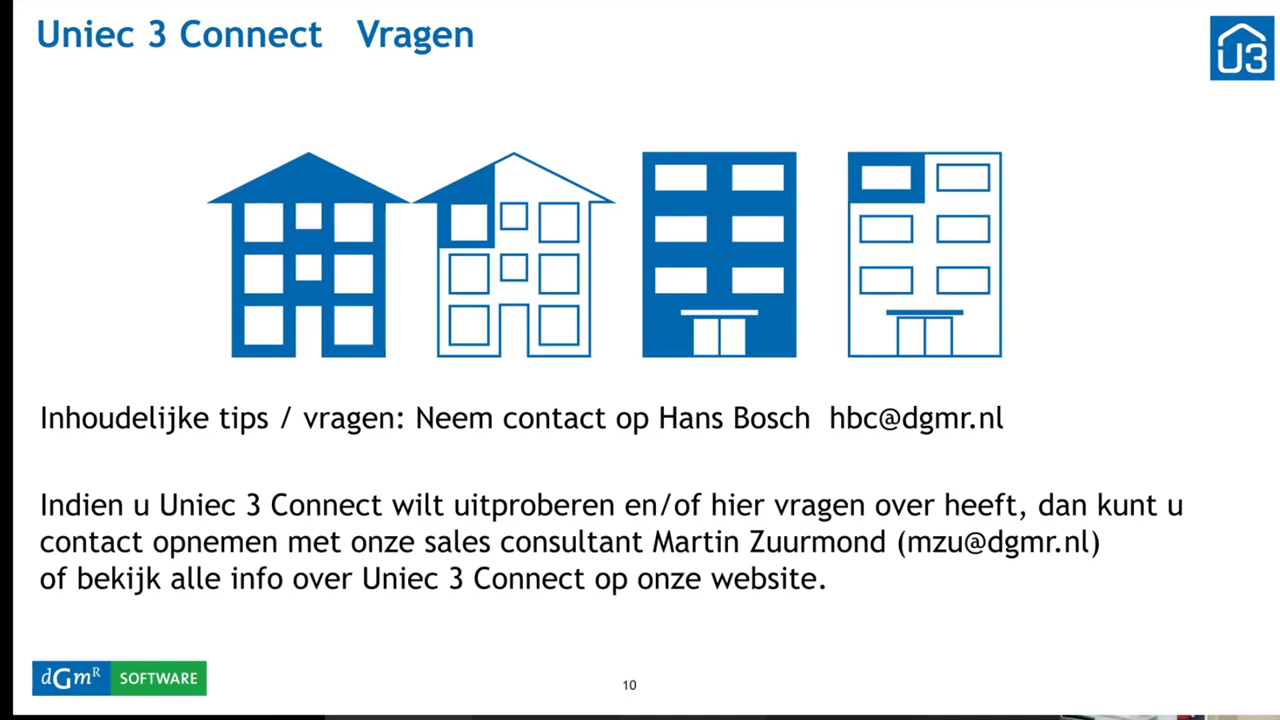 Uniec 3 Connect Vragen
U3
Inhoudelijke tips / vragen: Neem contact op Hans Bosch hbc@dgmr.nl
Indien u Uniec 3 Connect wilt uitproberen en/of hier vragen over heeft, dan kunt u
contact opnemen met onze sales consultant Martin Zuurmond (mzu@dgmr.nl)
of bekijk alle info over Uniec 3 Connect op onze website.
dGmR SOFTWARE
10